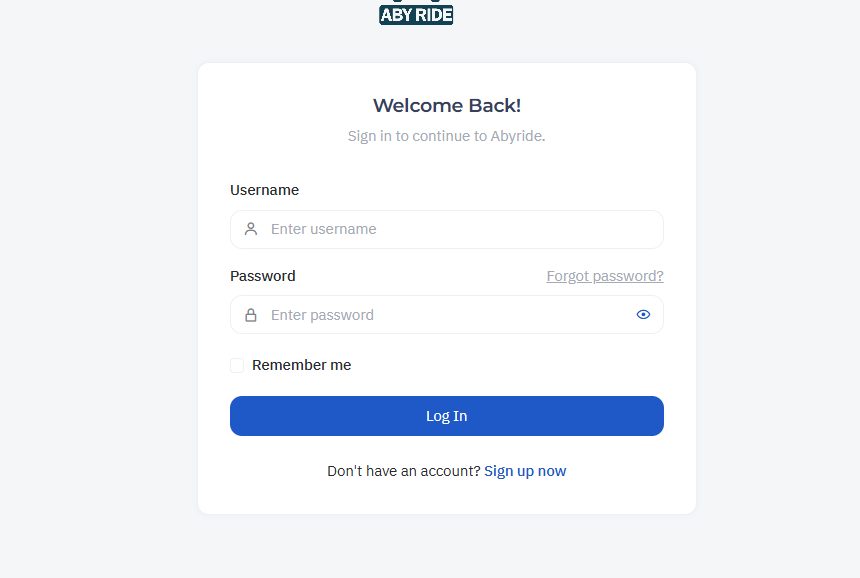 ABY RIDE
Welcome Back!
Sign in to continue to Abyride.
Username
Enter username
Password Forgot password?
Enter password
Remember me
Log In
Don't have an account? Sign up now